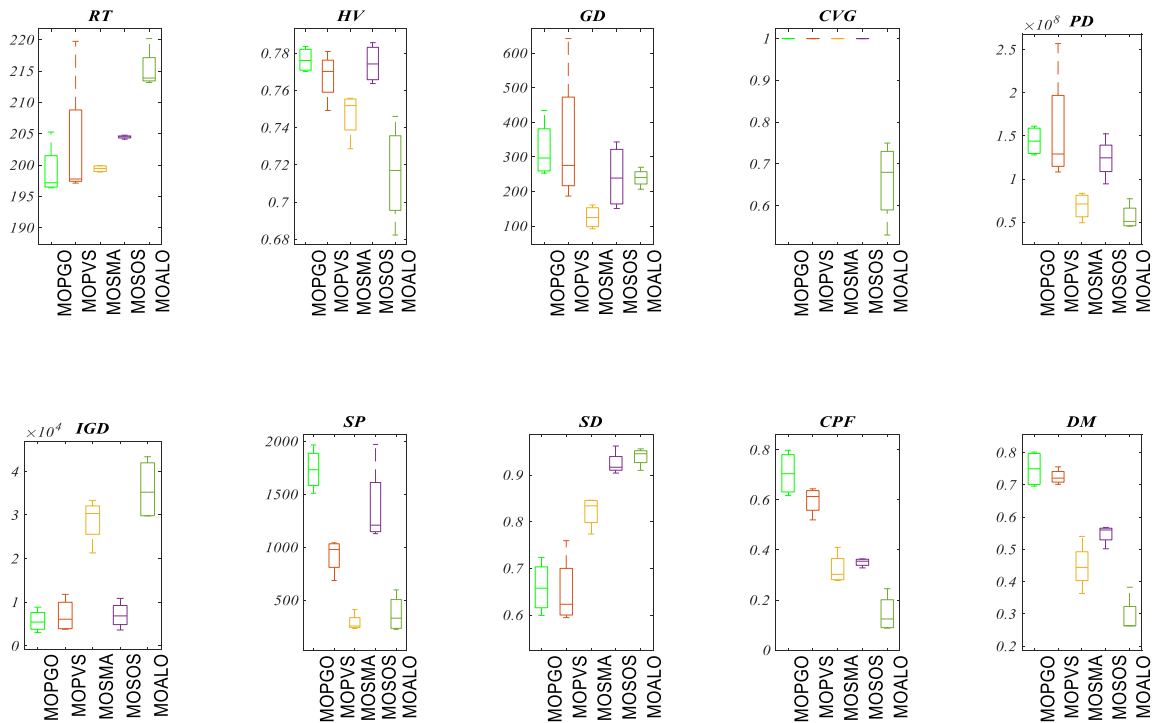 RT
220
215
210
205
200
195
190
MOPGO
MOPVS
MOSMA
MOSOS
MOALO
HV
0.78
0.76
0.74
0.72
0.7
0.68
MOPGO
MOPVS
MOSMA
MOSOS
MOALO
GD
600
500
400
300
200
100
MOPGO
MOPVS
MOSMA
MOSOS
MOALO
CVG
1
0.9
0.8
0.7
0.6
MOPGO
MOPVS
MOSMA
MOSOS
MOALO
×10⁸ PD
2.5
2
1.5
1
0.5
MOPGO
MOPVS
MOSMA
MOSOS
MOALO
×10⁴ IGD
4
3
2
1
0
MOPGO
MOPVS
MOSMA
MOSOS
MOALO
SP
2000
1500
1000
500
MOPGO
MOPVS
MOSMA
MOSOS
MOALO
SD
0.9
0.8
0.7
0.6
MOPGO
MOPVS
MOSMA
MOSOS
MOALO
CPF
0.8
0.6
0.4
0.2
0
MOPGO
MOPVS
MOSMA
MOSOS
MOALO
DM
0.8
0.7
0.6
0.5
0.4
0.3
0.2
MOPGO
MOPVS
MOSMA
MOSOS
MOALO